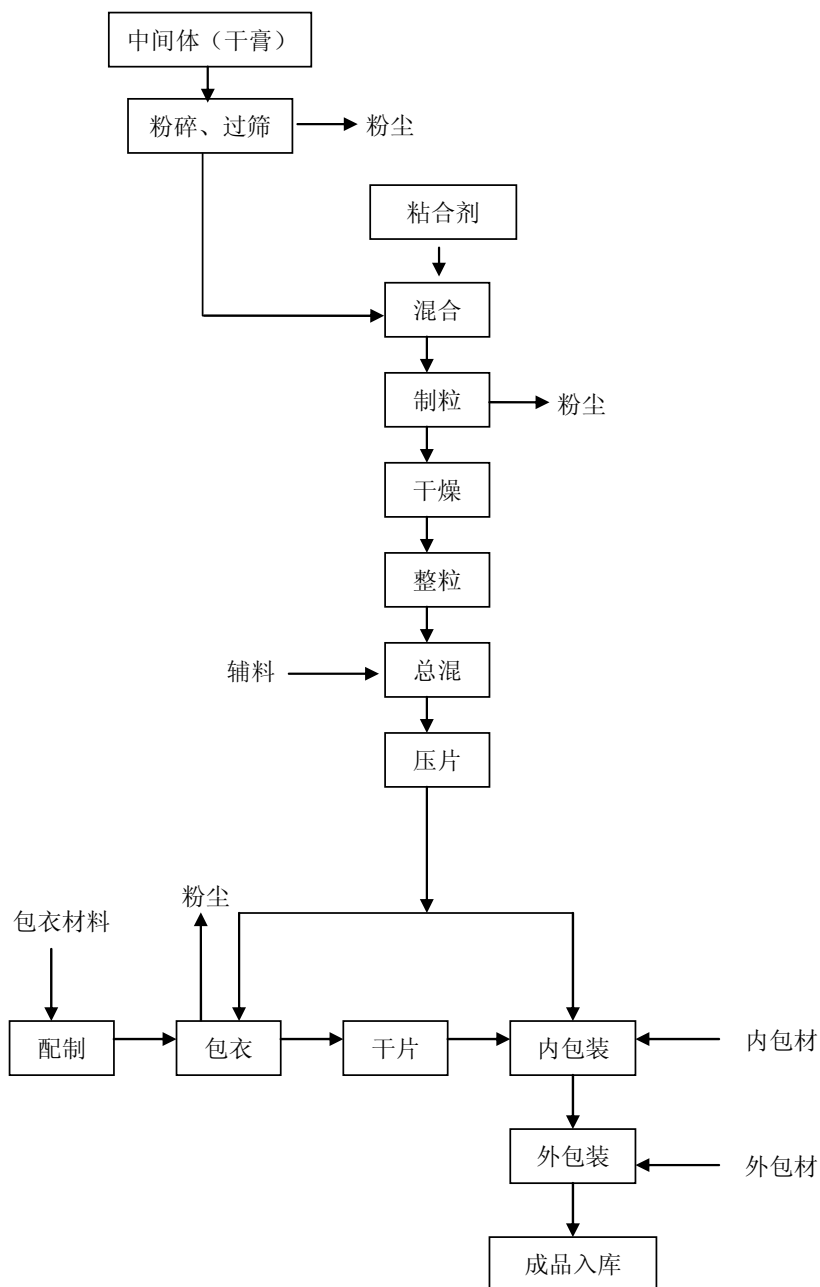 中间体（干膏）
粉碎、过筛
粉尘
粘合剂
混合
制粒
粉尘
干燥
整粒
辅料
总混
压片
粉尘
包衣材料
配制
包衣
干片
内包装
内包材
外包装
外包材
成品入库